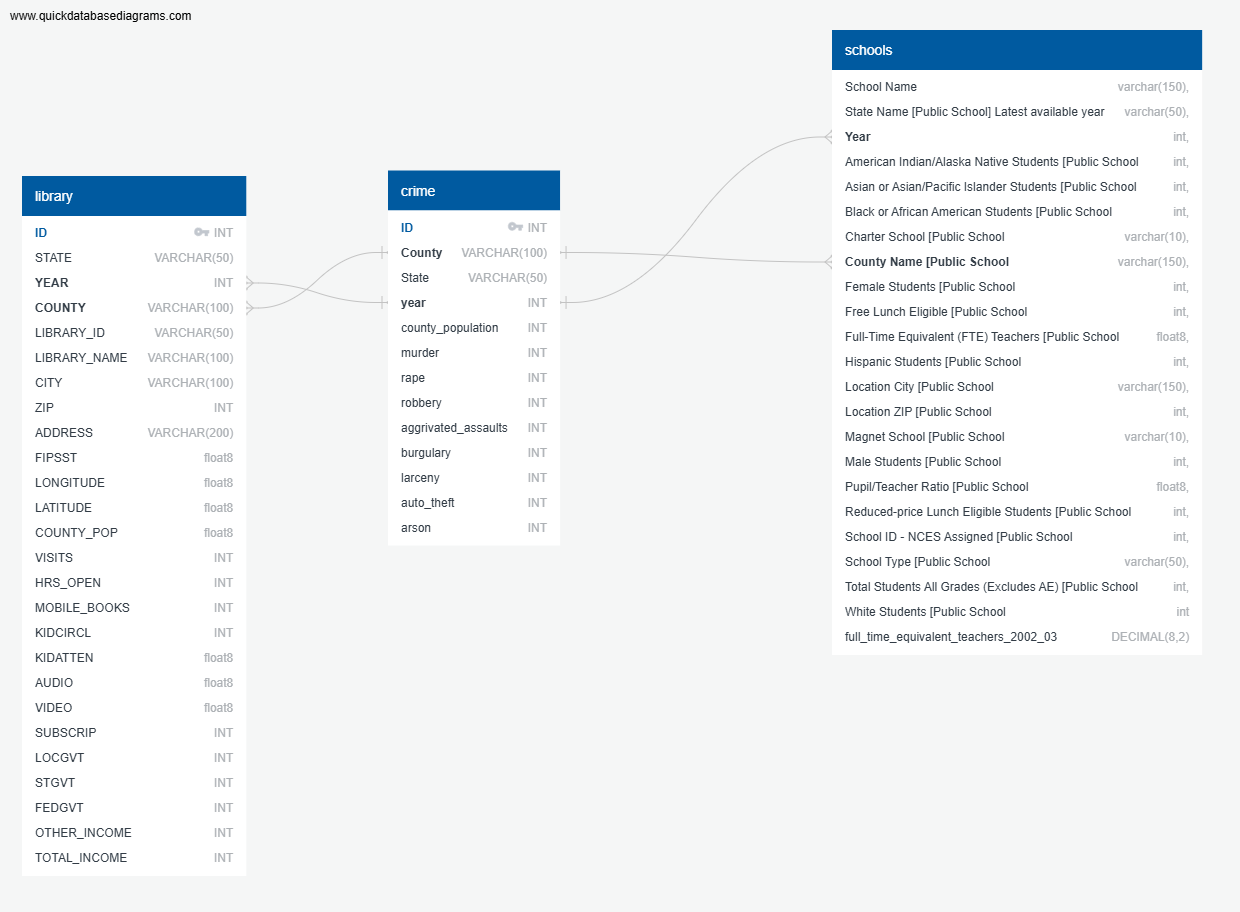 www.quickdatabasediagrams.com
library
ID INT
STATE VARCHAR(50)
YEAR INT
COUNTY VARCHAR(100)
LIBRARY_ID VARCHAR(50)
LIBRARY_NAME VARCHAR(100)
CITY VARCHAR(100)
ZIP INT
ADDRESS VARCHAR(200)
FIPSST float8
LONGITUDE float8
LATITUDE float8
COUNTY_POP float8
VISITS INT
HRS_OPEN INT
MOBILE_BOOKS INT
KIDCIRCL INT
KIDATTEN float8
AUDIO float8
VIDEO float8
SUBSCRIP INT
LOCGVT INT
STGVT INT
FEDGVT INT
OTHER_INCOME INT
TOTAL_INCOME INT
crime
ID INT
County VARCHAR(100)
State VARCHAR(50)
year INT
county_population INT
murder INT
rape INT
robbery INT
aggrivated_assaults INT
burgulary INT
larceny INT
auto_theft INT
arson INT
schools
School Name varchar(150),
State Name [Public School] Latest available year varchar(50),
Year int,
American Indian/Alaska Native Students [Public School int,
Asian or Asian/Pacific Islander Students [Public School int,
Black or African American Students [Public School int,
Charter School [Public School varchar(10),
County Name [Public School varchar(150),
Female Students [Public School int,
Free Lunch Eligible [Public School int,
Full-Time Equivalent (FTE) Teachers [Public School float8,
Hispanic Students [Public School int,
Location City [Public School varchar(150),
Location ZIP [Public School int,
Magnet School [Public School varchar(10),
Male Students [Public School int,
Pupil/Teacher Ratio [Public School float8,
Reduced-price Lunch Eligible Students [Public School int,
School ID - NCES Assigned [Public School int,
School Type [Public School varchar(50),
Total Students All Grades (Excludes AE) [Public School int,
White Students [Public School int
full_time_equivalent_teachers_2002_03 DECIMAL(8,2)